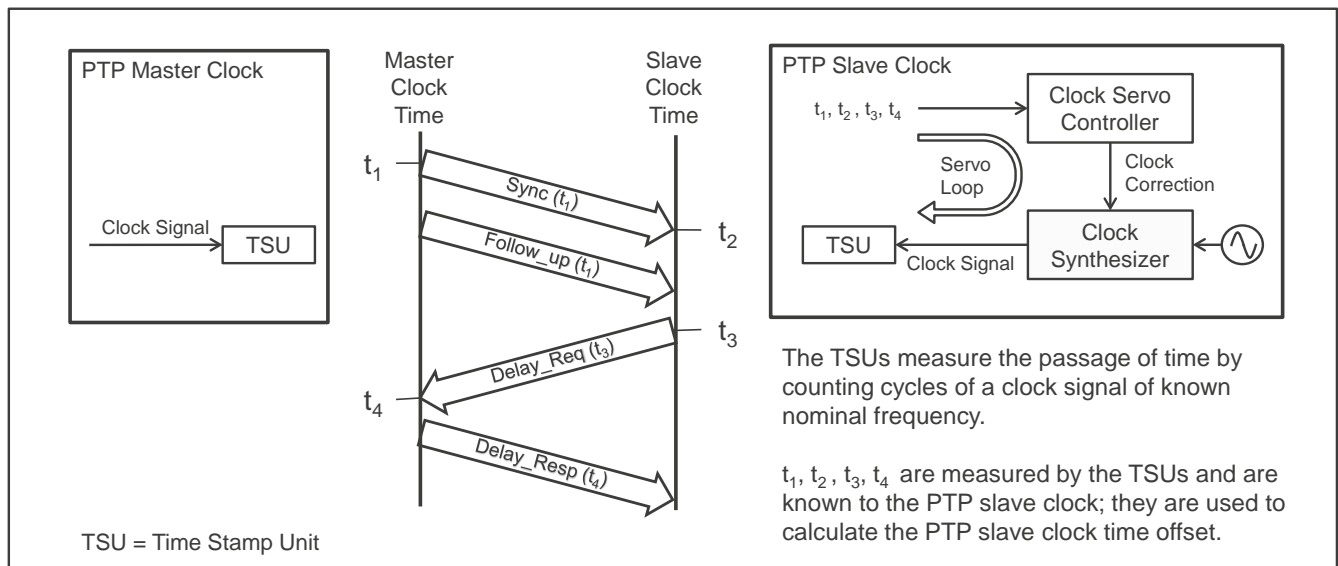 PTP Master Clock
Clock Signal
TSU
Master
Clock
Time
Slave
Clock
Time
t₁
Sync (t₁)
t₂
Follow_up (t₁)
t₃
Delay_Req (t₃)
t₄
Delay_Resp (t₄)
PTP Slave Clock
t₁, t₂ , t₃, t₄
Clock Servo
Controller
Servo
Loop
Clock
Correction
TSU
Clock Signal
Clock
Synthesizer
The TSUs measure the passage of time by
counting cycles of a clock signal of known
nominal frequency.
t₁, t₂ , t₃, t₄ are measured by the TSUs and are
known to the PTP slave clock; they are used to
calculate the PTP slave clock time offset.
TSU = Time Stamp Unit